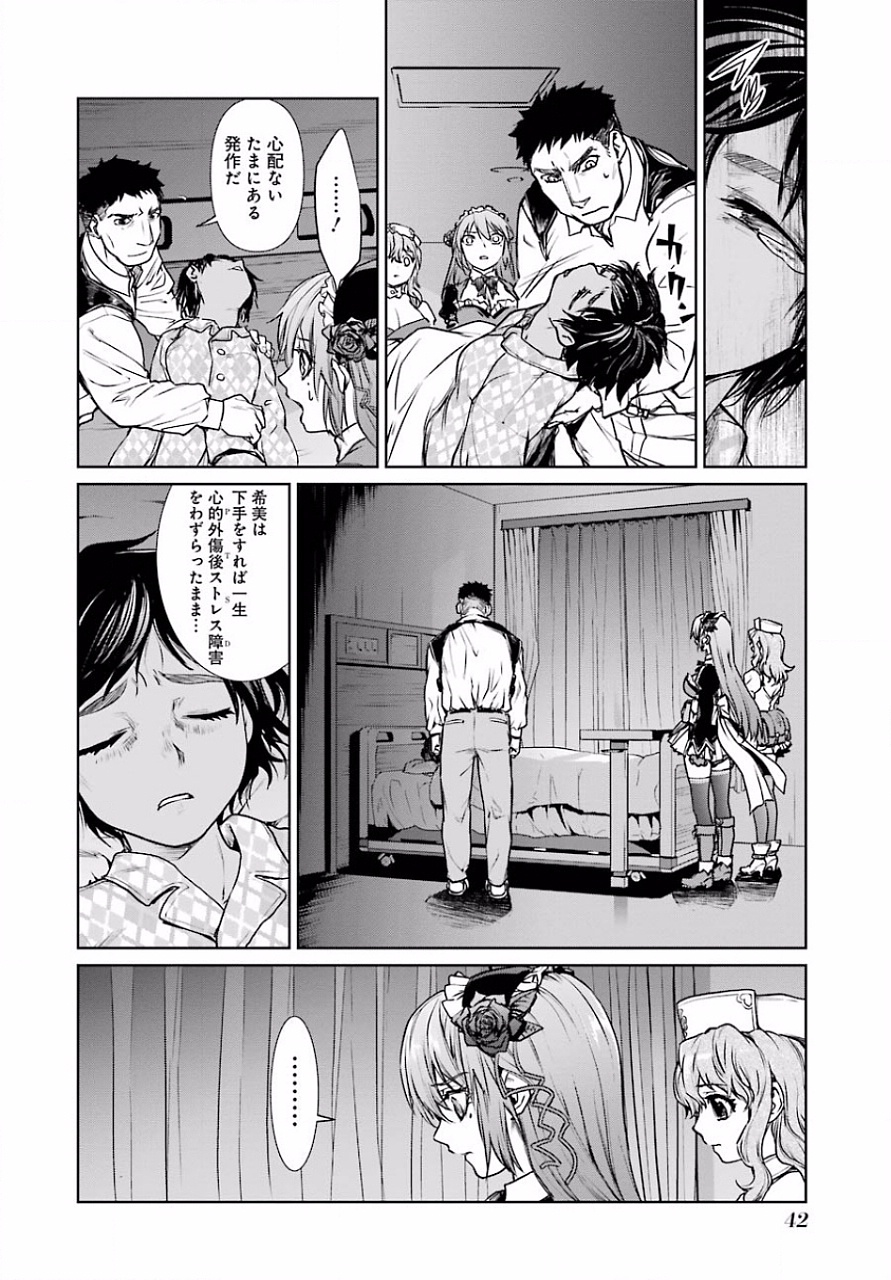 カクン
……！
心配ない
たまにある
発作だ
希美は
下手をすれば一生
心的外傷後ストレス障害
PTSD
をわずらったまま…
………
42